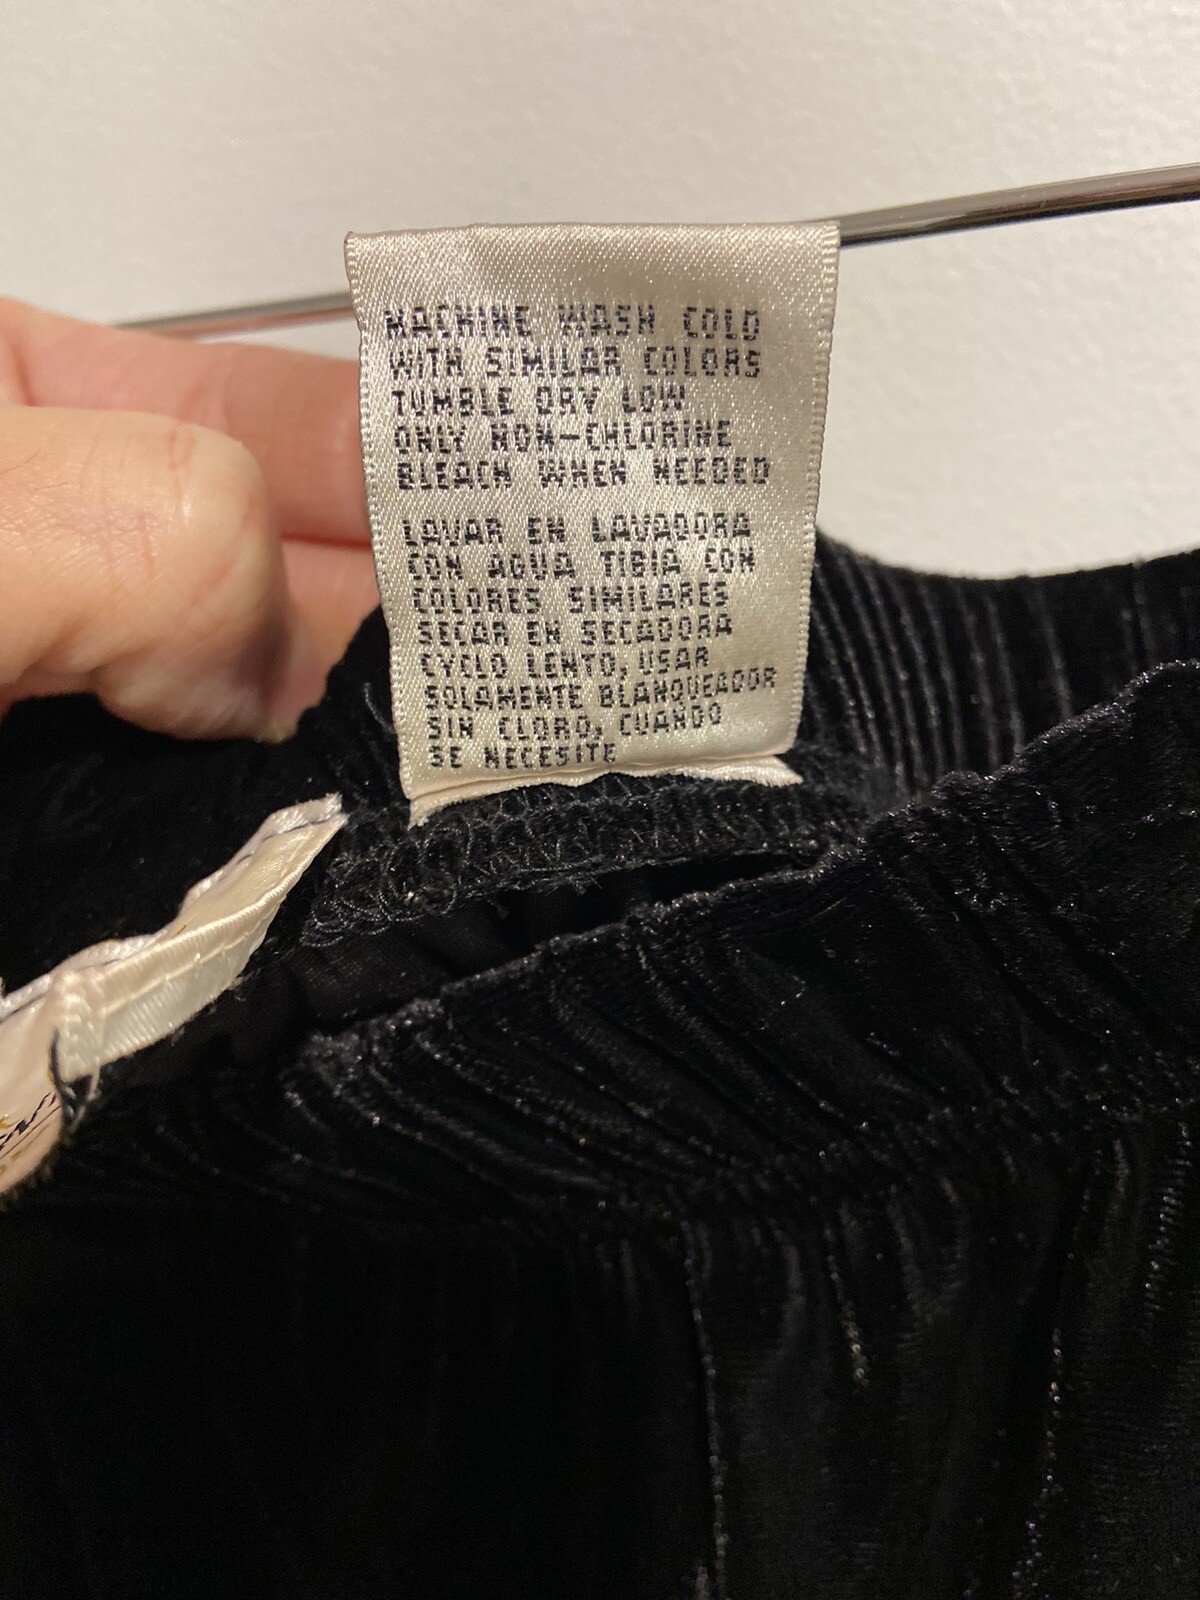 MACHINE WASH COLD
WITH SIMILAR COLORS
TUMBLE DRY LOW
ONLY NON-CHLORINE
BLEACH WHEN NEEDED
LAVAR EN LAVADORA
CON AGUA TIBIA CON
COLORES SIMILARES
SECAR EN SECADORA
CYCLO LENTO, USAR
SOLAMENTE BLANQUEADOR
SIN CLORO, CUANDO
SE NECESITE